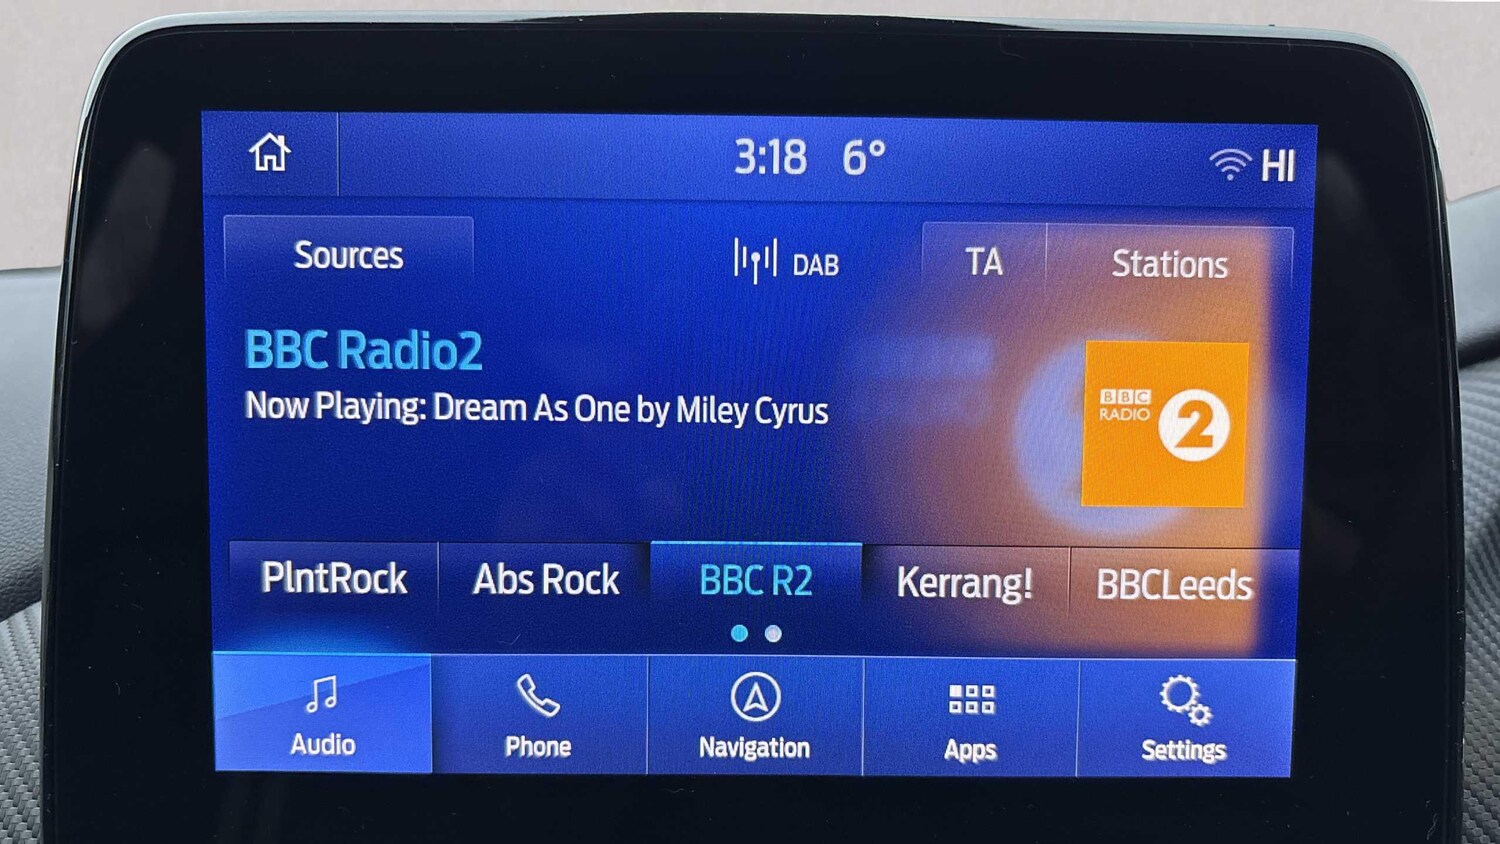 3:18 6° HI
Sources DAB TA Stations
BBC Radio2
Now Playing: Dream As One by Miley Cyrus
BBC
RADIO 2
PlntRock Abs Rock BBC R2 Kerrang! BBCLeeds
Audio Phone Navigation Apps Settings